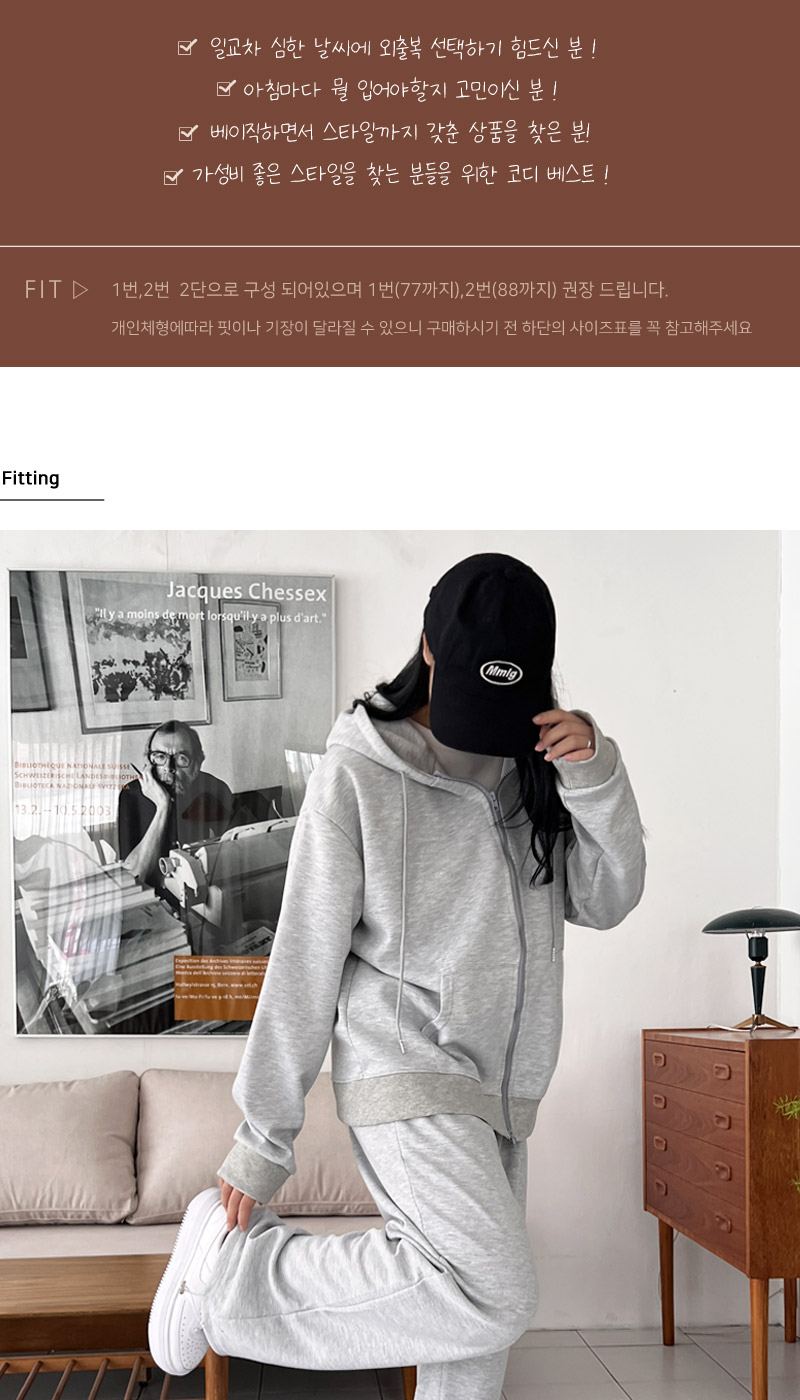 일교차 심한 날씨에 외출복 선택하기 힘드신 분 !
아침마다 뭘 입어야할지 고민이신 분 !
베이직하면서 스타일까지 갖춘 상품을 찾은 분!
가성비 좋은 스타일을 찾는 분들을 위한 코디 베스트 !
FIT ▷ 1번,2번 2단으로 구성 되어있으며 1번(77까지),2번(88까지) 권장 드립니다.
개인체형에따라 핏이나 기장이 달라질 수 있으니 구매하시기 전 하단의 사이즈표를 꼭 참고해주세요
Fitting
Jacques Chessex
"Il y a moins de mort lorsqu'il y a plus d'art."
Mmlg
BIBLIOTHÈQUE NATIONALE SUISSE
SCHWEIZERISCHE LANDESBIBLIOTHEK
BIBLIOTECA NAZIONALE SVIZZERA
13.2. – 10.5 2003